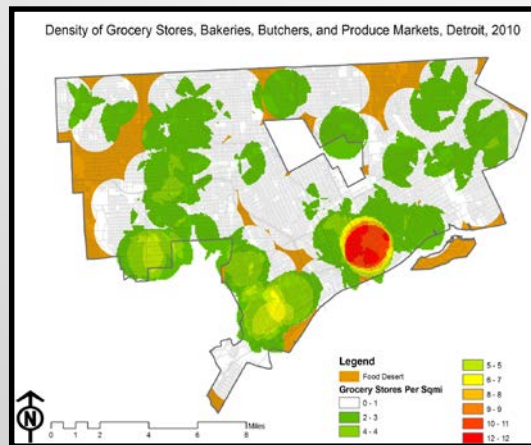 Density of Grocery Stores, Bakeries, Butchers, and Produce Markets, Detroit, 2010
Legend
Food Desert
Grocery Stores Per Sqmi
0 - 1
2 - 3
4 - 4
5 - 5
6 - 7
8 - 8
9 - 9
10 - 11
12 - 12
N
0 2 4 6 8
Miles